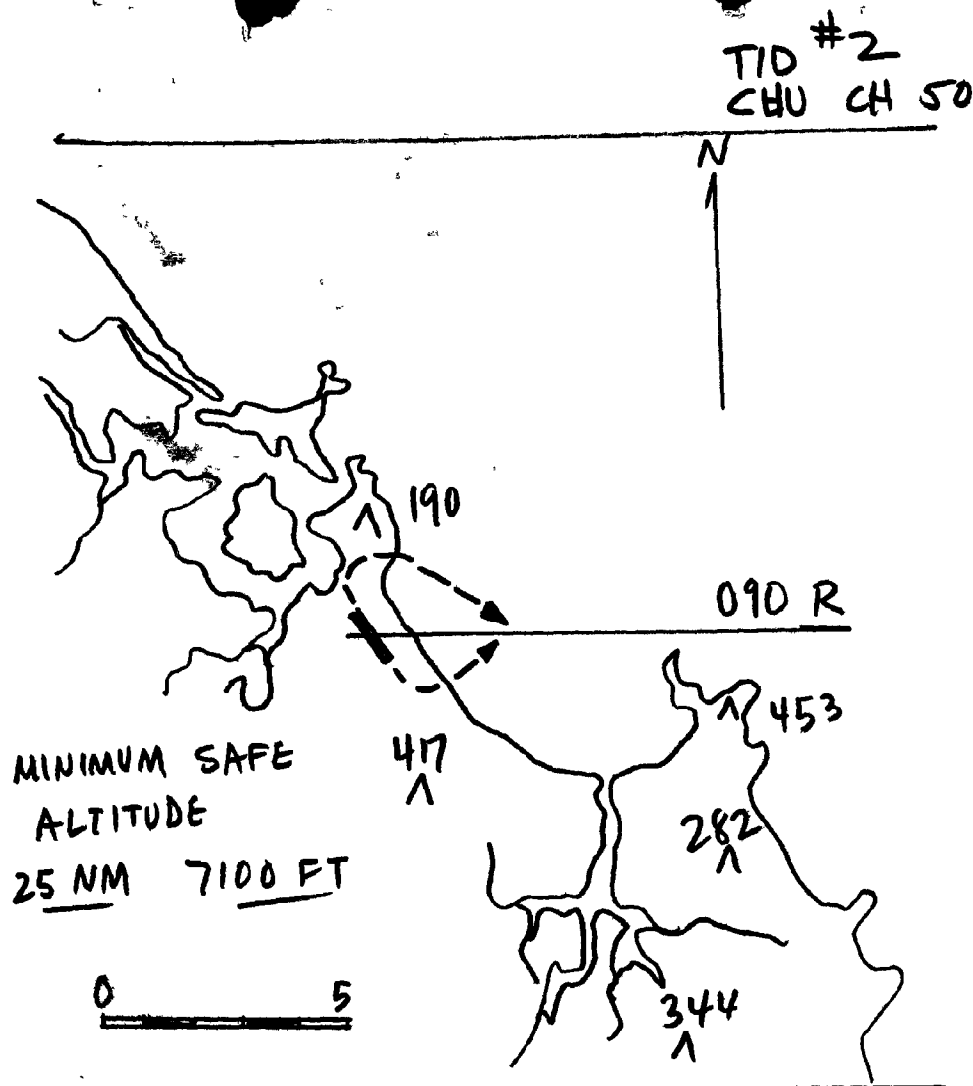 TID #2
CHU CH 50
N
190
090 R
453
417
MINIMUM SAFE
ALTITUDE
25 NM 7100 FT
282
0 5
344